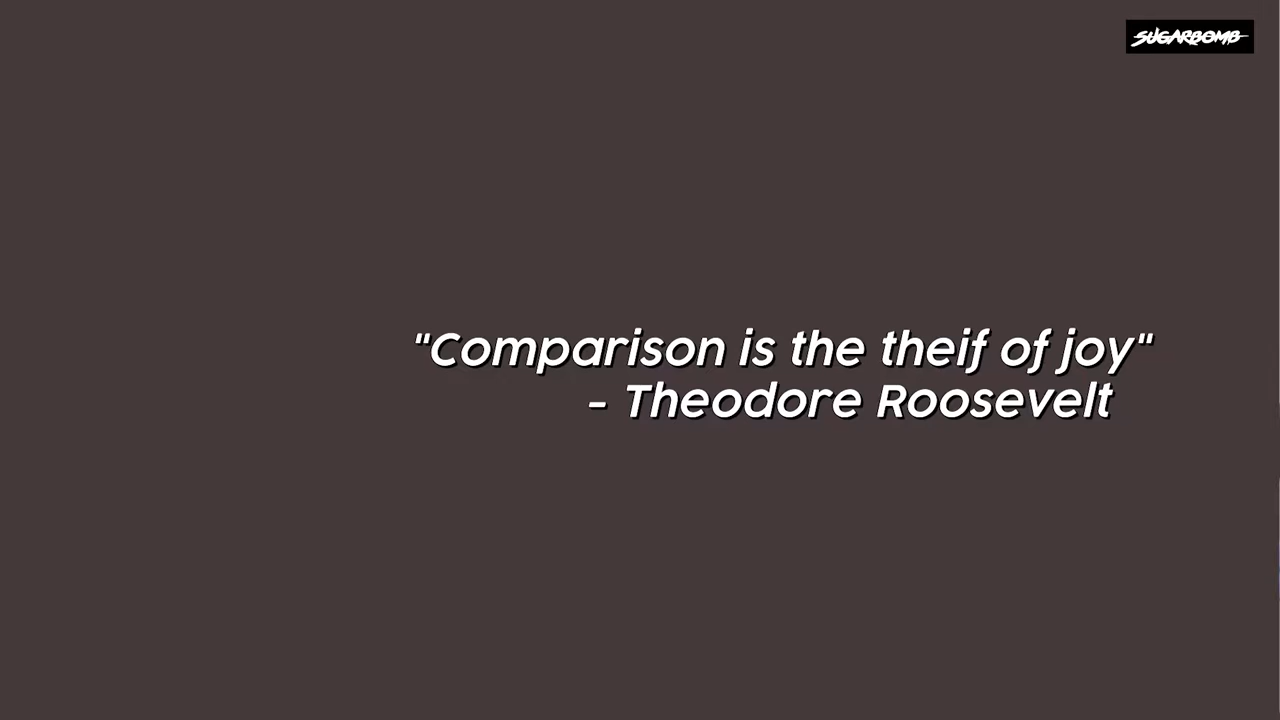 SUGARBOMB
"Comparison is the theif of joy"
- Theodore Roosevelt